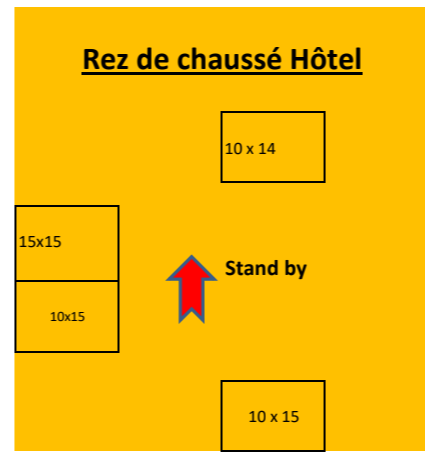 Rez de chaussé Hôtel
10 x 14
15x15
Stand by
10x15
10 x 15